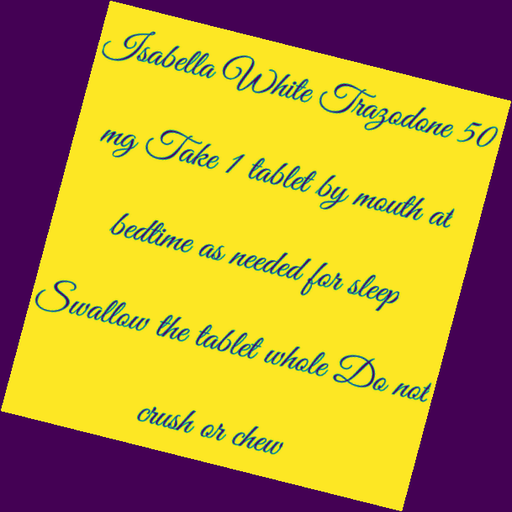 Isabella White Trazodone 50
mg Take 1 tablet by mouth at
bedtime as needed for sleep
Swallow the tablet whole Do not
crush or chew